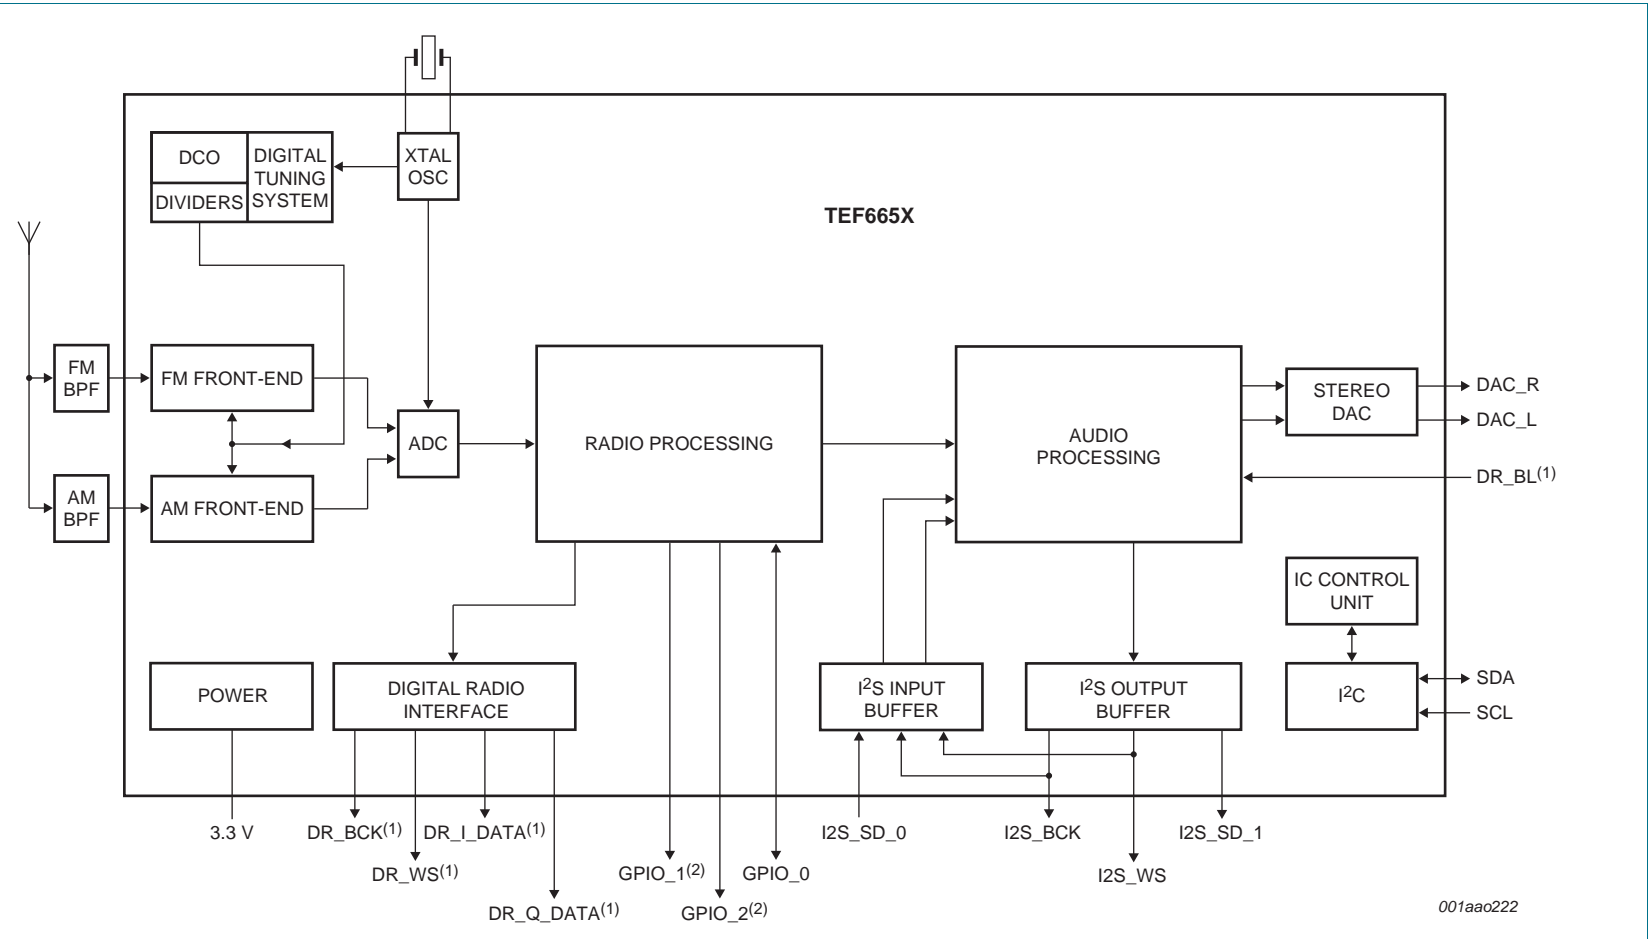 XTAL
OSC
DCO
DIVIDERS
DIGITAL
TUNING
SYSTEM
TEF665X
FM
BPF
FM FRONT-END
AM
BPF
AM FRONT-END
ADC
RADIO PROCESSING
AUDIO
PROCESSING
STEREO
DAC
DAC_R
DAC_L
DR_BL(1)
IC CONTROL
UNIT
I2C
SDA
SCL
POWER
DIGITAL RADIO
INTERFACE
I2S INPUT
BUFFER
I2S OUTPUT
BUFFER
3.3 V
DR_BCK(1)
DR_I_DATA(1)
DR_WS(1)
DR_Q_DATA(1)
GPIO_1(2)
GPIO_0
GPIO_2(2)
I2S_SD_0
I2S_BCK
I2S_SD_1
I2S_WS
001aao222